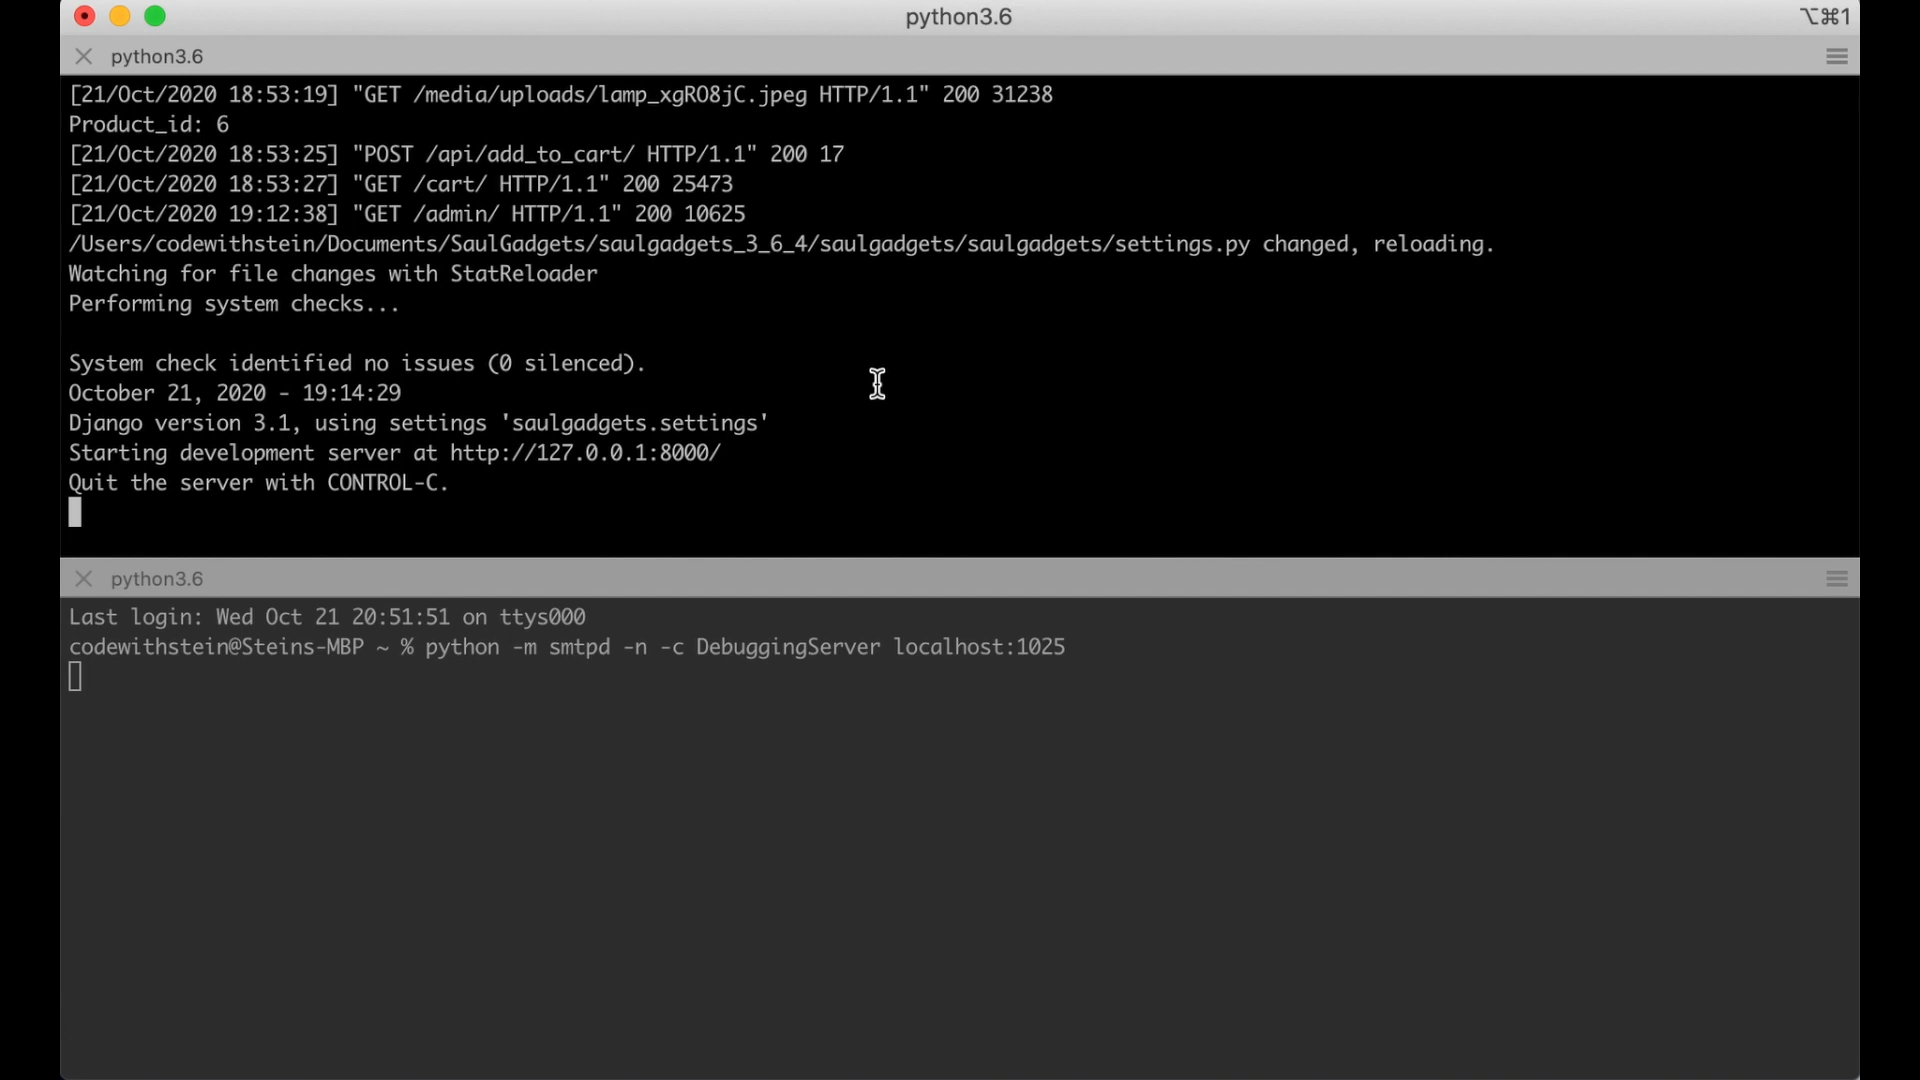 python3.6
⌥⌘1
python3.6
[21/Oct/2020 18:53:19] "GET /media/uploads/lamp_xgRO8jC.jpeg HTTP/1.1" 200 31238
Product_id: 6
[21/Oct/2020 18:53:25] "POST /api/add_to_cart/ HTTP/1.1" 200 17
[21/Oct/2020 18:53:27] "GET /cart/ HTTP/1.1" 200 25473
[21/Oct/2020 19:12:38] "GET /admin/ HTTP/1.1" 200 10625
/Users/codewithstein/Documents/SaulGadgets/saulgadgets_3_6_4/saulgadgets/saulgadgets/settings.py changed, reloading.
Watching for file changes with StatReloader
Performing system checks...
System check identified no issues (0 silenced).
October 21, 2020 - 19:14:29
Django version 3.1, using settings 'saulgadgets.settings'
Starting development server at http://127.0.0.1:8000/
Quit the server with CONTROL-C.
python3.6
Last login: Wed Oct 21 20:51:51 on ttys000
codewithstein@Steins-MBP ~ % python -m smtpd -n -c DebuggingServer localhost:1025